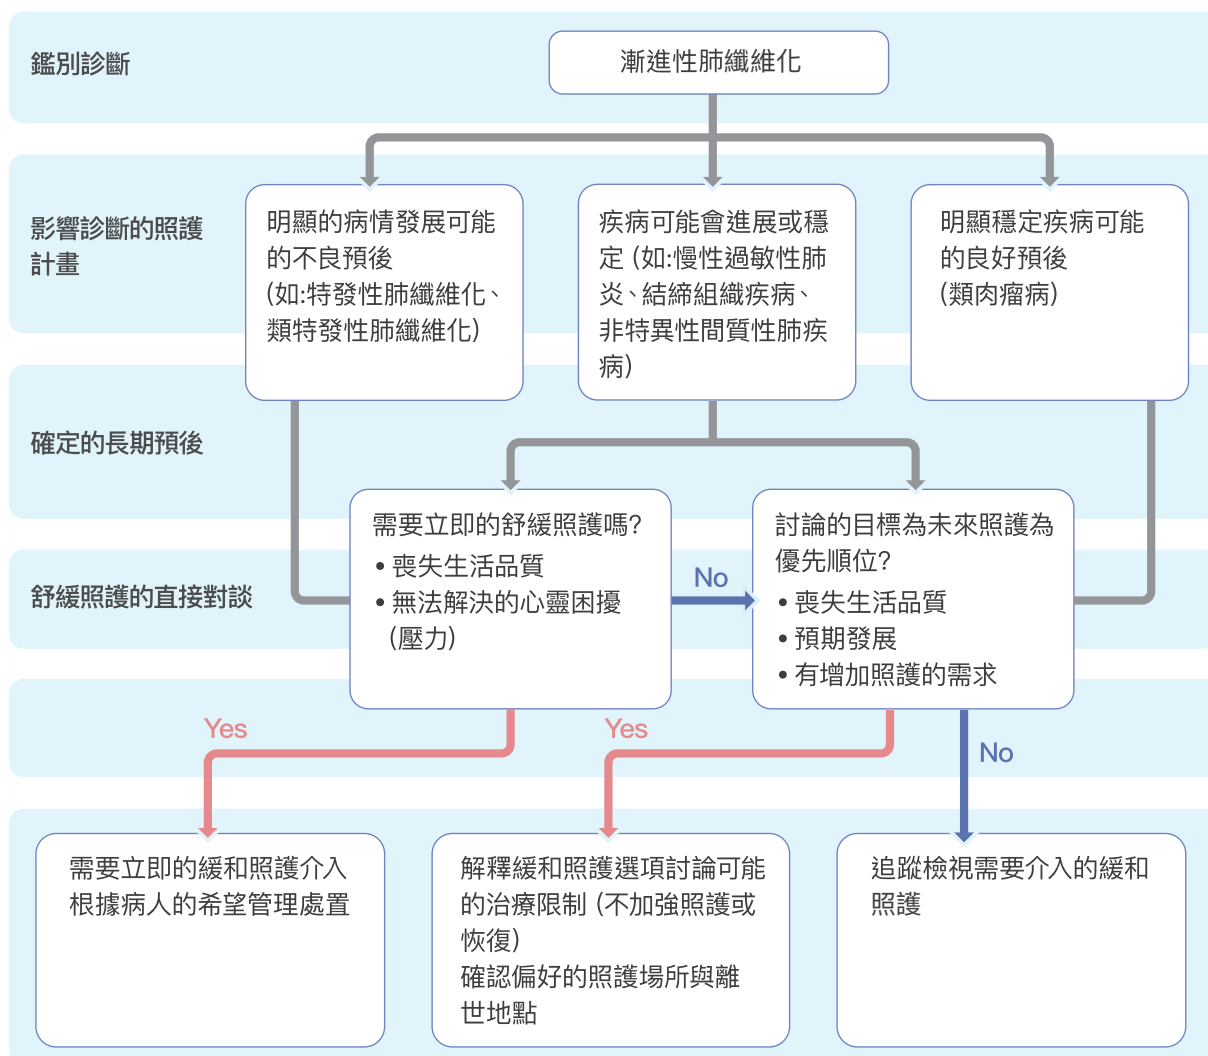 鑑別診斷
漸進性肺纖維化
影響診斷的照護
計畫
明顯的病情發展可能
的不良預後
(如:特發性肺纖維化、
類特發性肺纖維化)
疾病可能會進展或穩
定 (如:慢性過敏性肺
炎、結締組織疾病、
非特異性間質性肺疾
病)
明顯穩定疾病可能
的良好預後
(類肉瘤病)
確定的長期預後
舒緩照護的直接對談
需要立即的舒緩照護嗎?
• 喪失生活品質
• 無法解決的心靈困擾
(壓力)
No
討論的目標為未來照護為
優先順位?
• 喪失生活品質
• 預期發展
• 有增加照護的需求
Yes
Yes
No
需要立即的緩和照護介入
根據病人的希望管理處置
解釋緩和照護選項討論可能
的治療限制 (不加強照護或
恢復)
確認偏好的照護場所與離
世地點
追蹤檢視需要介入的緩和
照護